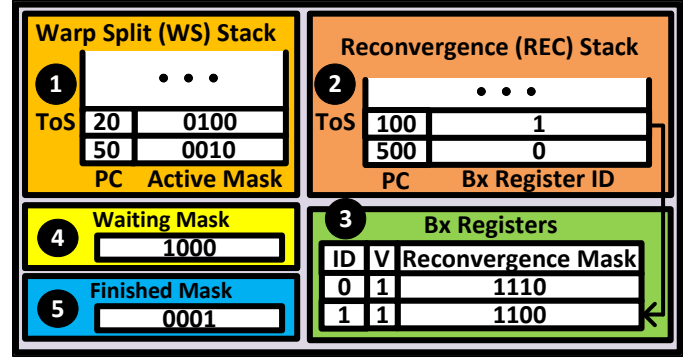 Warp Split (WS) Stack
1
• • •
ToS 20 0100
50 0010
PC Active Mask
Reconvergence (REC) Stack
2
• • •
ToS 100 1
500 0
PC Bx Register ID
4 Waiting Mask
1000
5 Finished Mask
0001
3 Bx Registers
ID V Reconvergence Mask
0 1 1110
1 1 1100